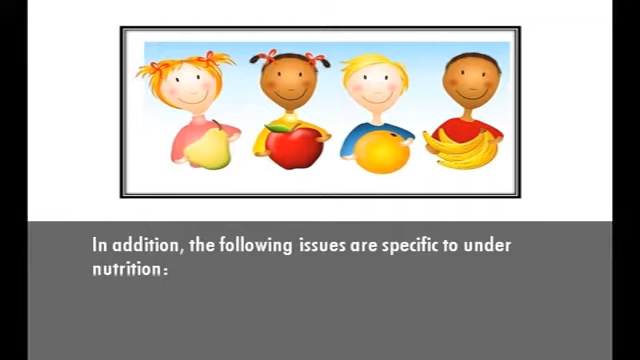 In addition, the following issues are specific to under
nutrition: